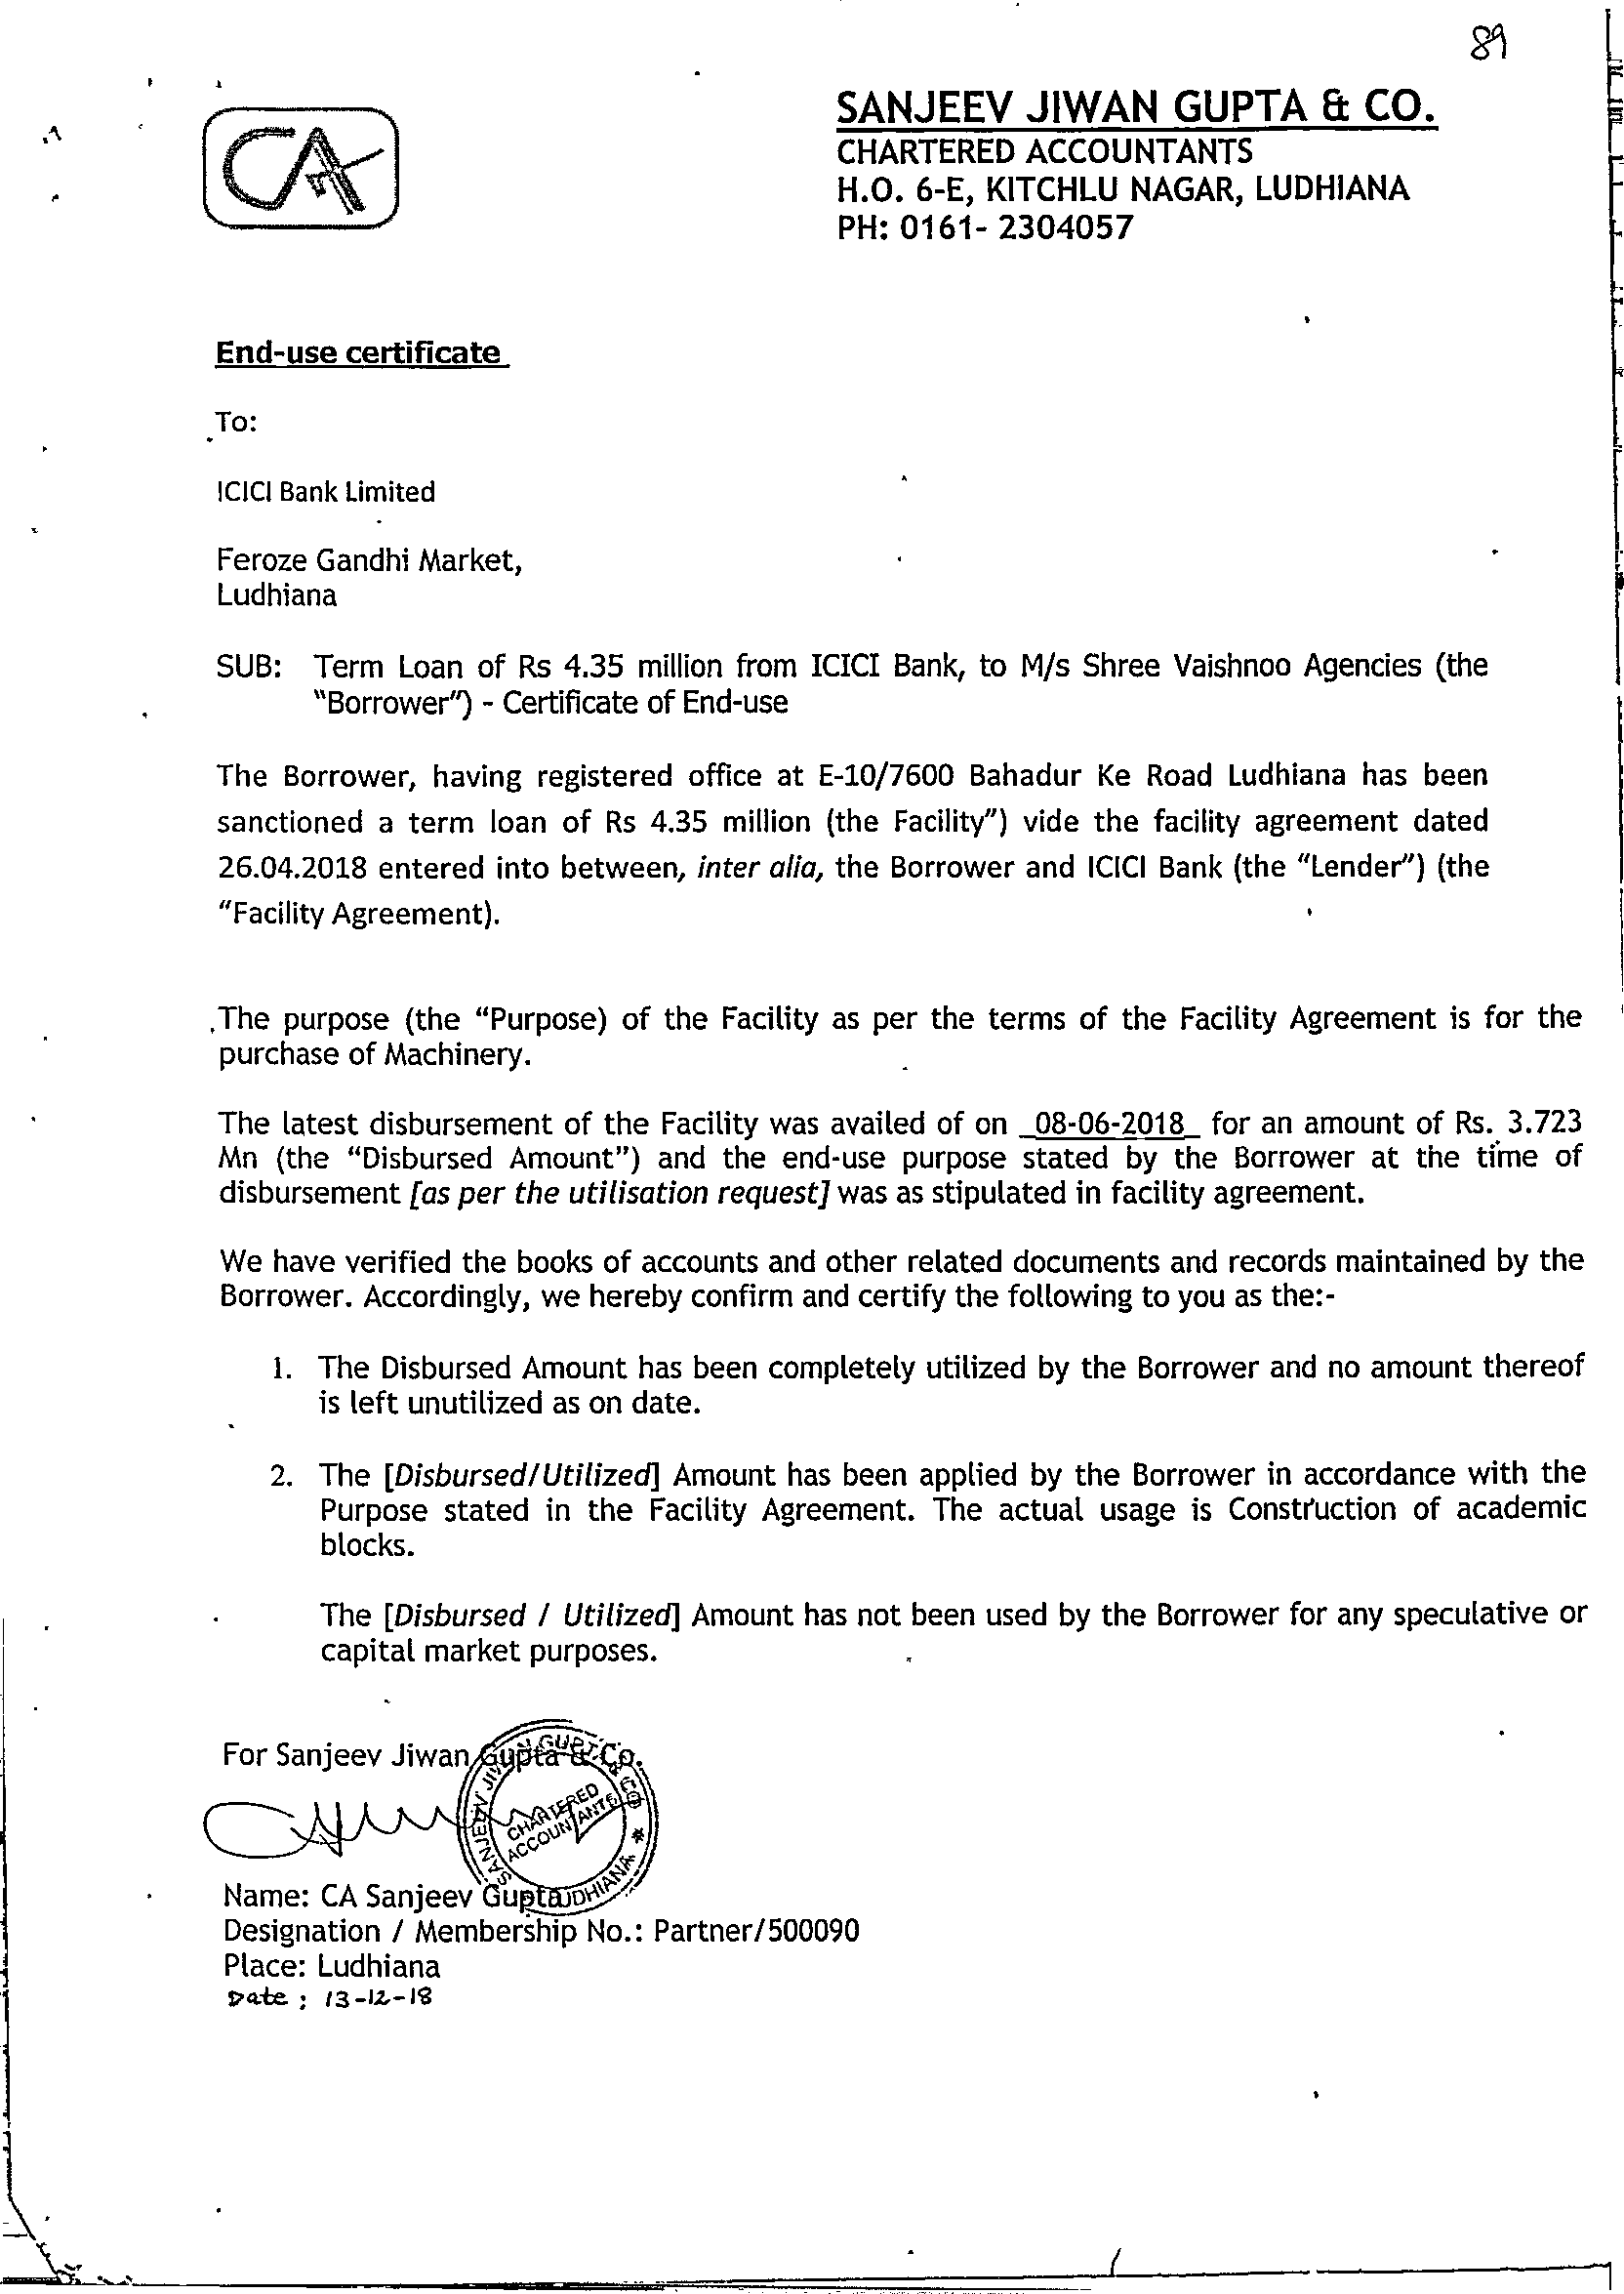 89
CA
SANJEEV JIWAN GUPTA & CO.
CHARTERED ACCOUNTANTS
H.O. 6-E, KITCHLU NAGAR, LUDHIANA
PH: 0161- 2304057
End-use certificate
To:
ICICI Bank Limited
Feroze Gandhi Market,
Ludhiana
SUB: Term Loan of Rs 4.35 million from ICICI Bank, to M/s Shree Vaishnoo Agencies (the
"Borrower") - Certificate of End-use
The Borrower, having registered office at E-10/7600 Bahadur Ke Road Ludhiana has been
sanctioned a term loan of Rs 4.35 million (the Facility") vide the facility agreement dated
26.04.2018 entered into between, inter alia, the Borrower and ICICI Bank (the "Lender") (the
"Facility Agreement).
The purpose (the "Purpose) of the Facility as per the terms of the Facility Agreement is for the
purchase of Machinery.
The latest disbursement of the Facility was availed of on _08-06-2018_ for an amount of Rs. 3.723
Mn (the "Disbursed Amount") and the end-use purpose stated by the Borrower at the time of
disbursement [as per the utilisation request] was as stipulated in facility agreement.
We have verified the books of accounts and other related documents and records maintained by the
Borrower. Accordingly, we hereby confirm and certify the following to you as the:-
1. The Disbursed Amount has been completely utilized by the Borrower and no amount thereof
is left unutilized as on date.
2. The [Disbursed/Utilized] Amount has been applied by the Borrower in accordance with the
Purpose stated in the Facility Agreement. The actual usage is Construction of academic
blocks.
The [Disbursed / Utilized] Amount has not been used by the Borrower for any speculative or
capital market purposes.
For Sanjeev Jiwan Gupta & Co.
SANJEEV JIWAN GUPTA & CO
CHARTERED
ACCOUNTANTS
LUDHIANA
Name: CA Sanjeev Gupta
Designation / Membership No.: Partner/500090
Place: Ludhiana
Date : 13-12-18